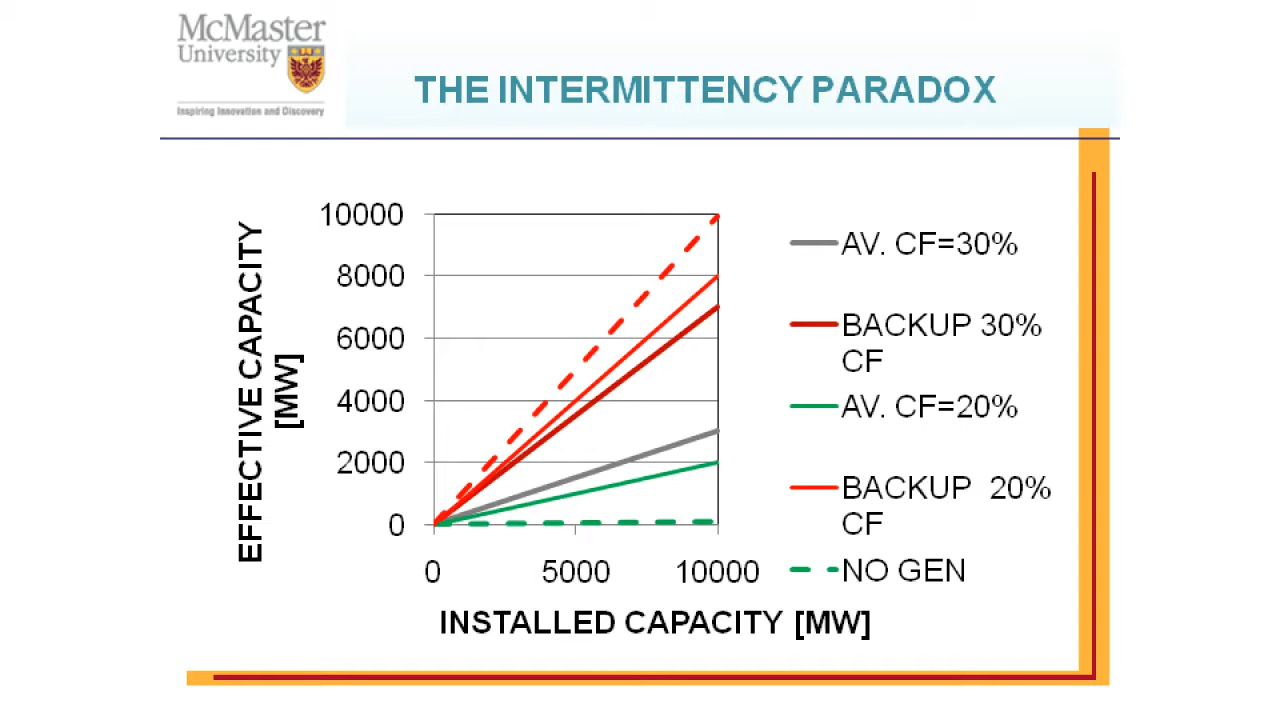 McMaster
University
Inspiring Innovation and Discovery
THE INTERMITTENCY PARADOX
EFFECTIVE CAPACITY
[MW]
10000
8000
6000
4000
2000
0
0 5000 10000
INSTALLED CAPACITY [MW]
AV. CF=30%
BACKUP 30%
CF
AV. CF=20%
BACKUP 20%
CF
NO GEN